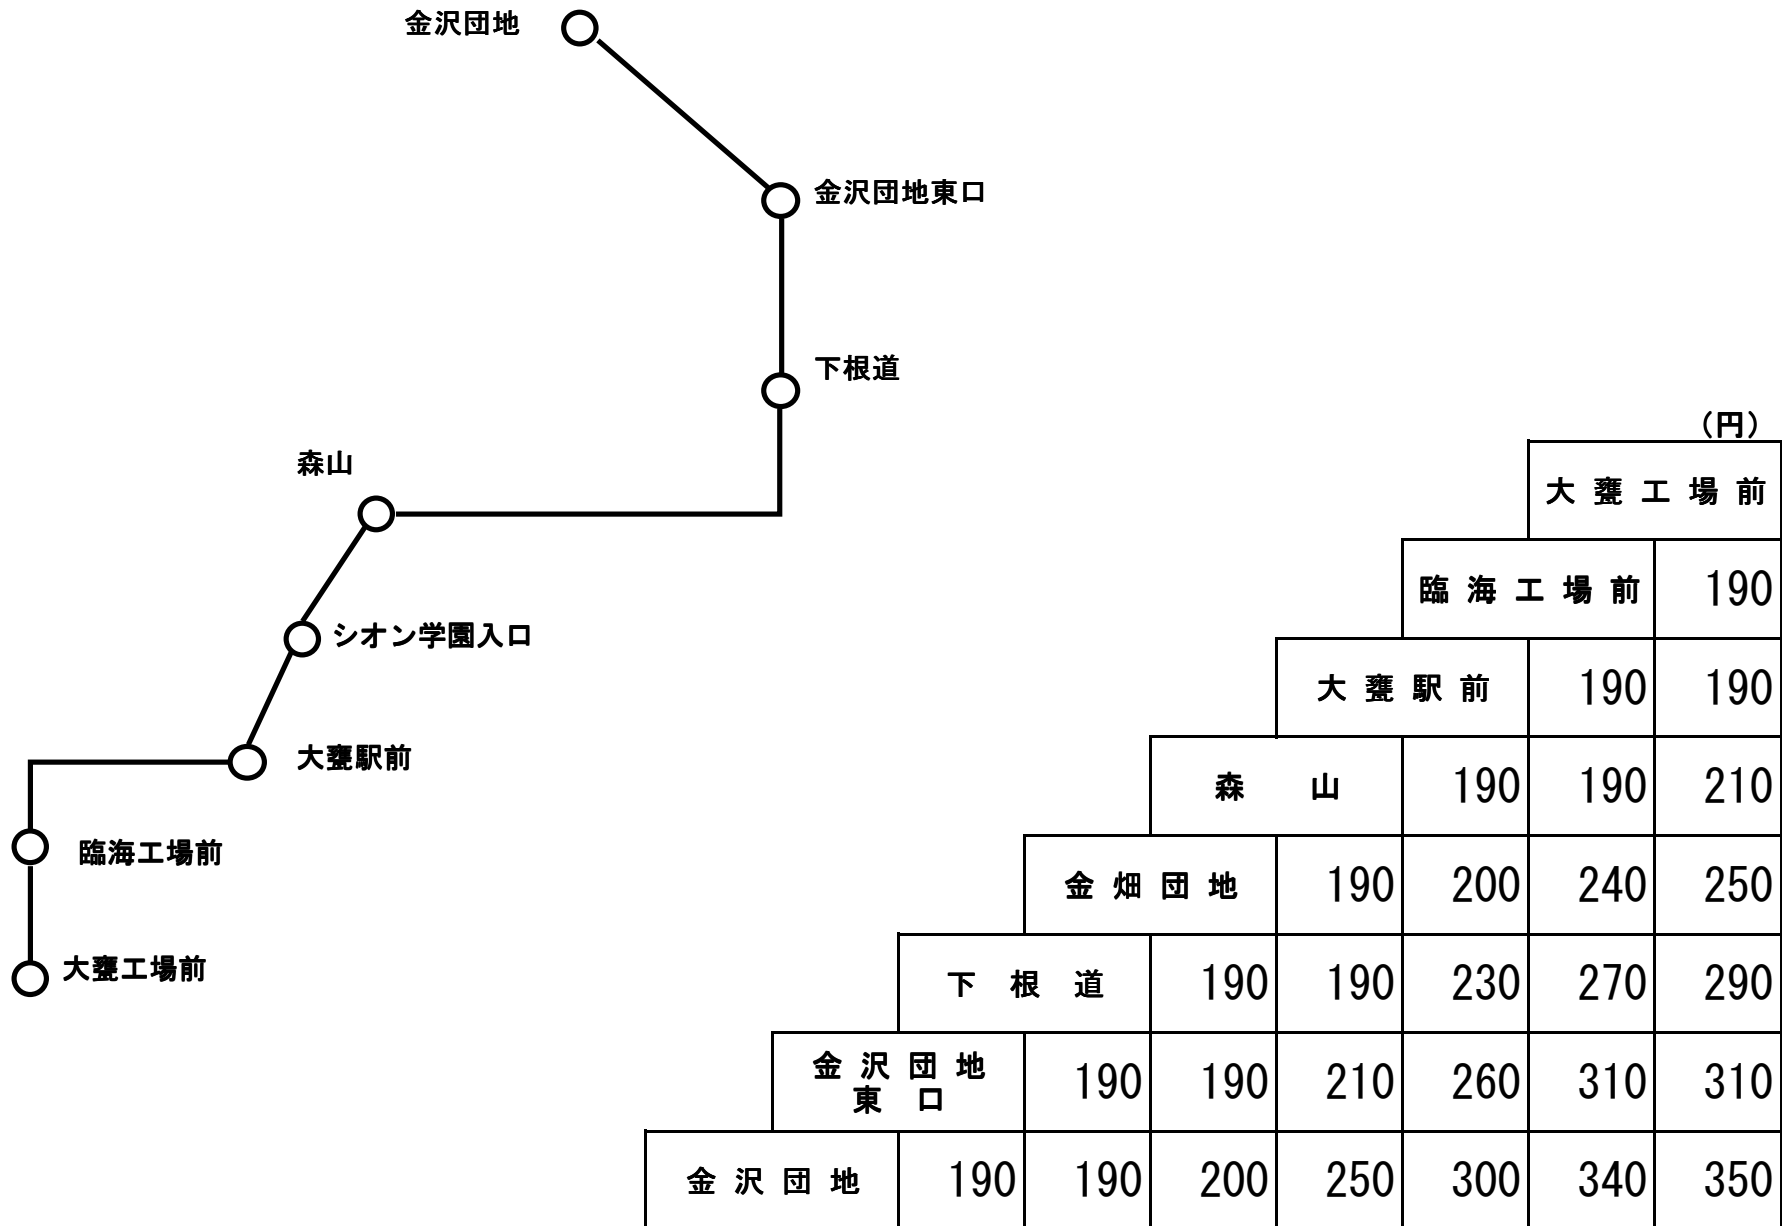 金沢団地
金沢団地東口
下根道
森山
シオン学園入口
大甕駅前
臨海工場前
大甕工場前
（円）
大甕工場前
臨海工場前 190
大甕駅前 190 190
森山 190 190 210
金畑団地 190 200 240 250
下根道 190 190 230 270 290
金沢団地
東口 190 190 210 260 310 310
金沢団地 190 190 200 250 300 340 350